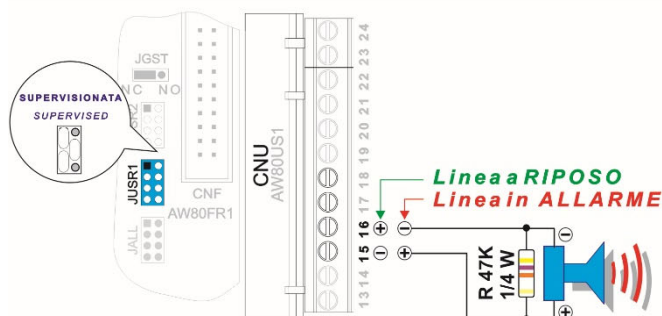 JGST
NC NO
SUPERVISIONATA
SUPERVISED
JUSR1
JALL
CNF
AW80FR1
CNU
AW80US1
24
23
22
21
20
19
18
17
16
15
14
13
Linea a RIPOSO
Linea in ALLARME
+ −
− +
R 47K
1/4 W
−
+